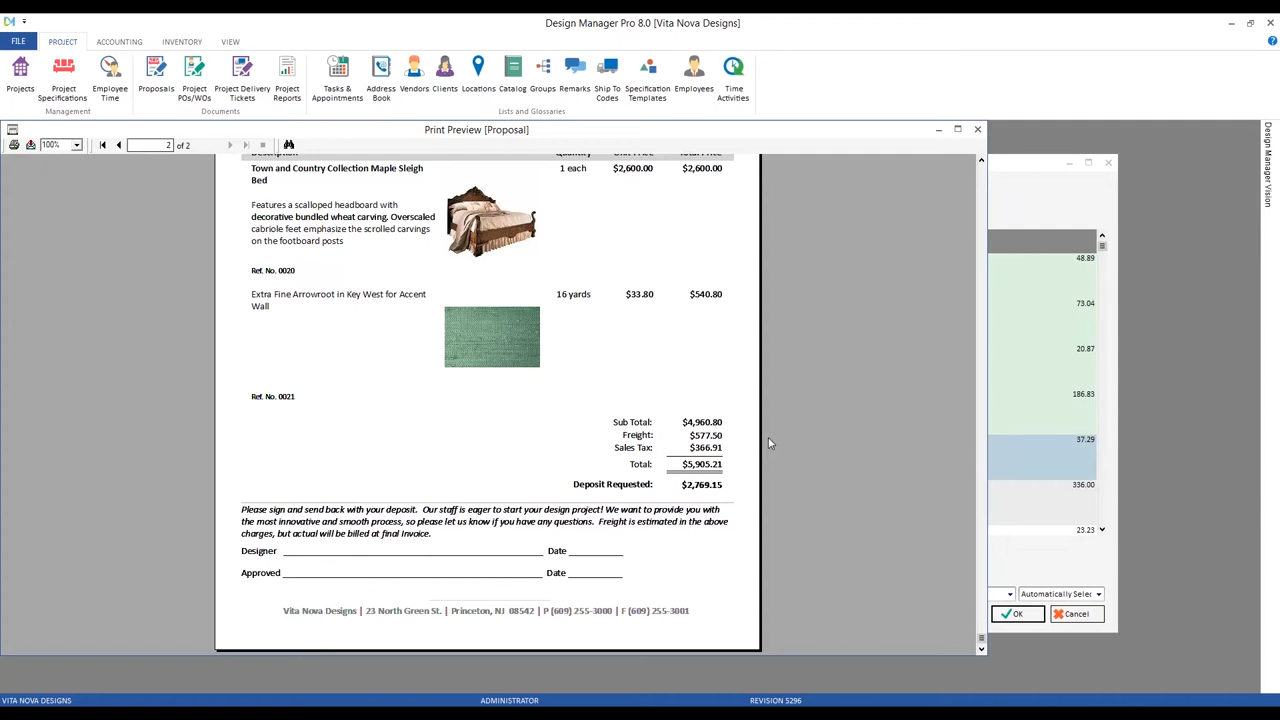 Design Manager Pro 8.0 [Vita Nova Designs]
FILE PROJECT ACCOUNTING INVENTORY VIEW
Projects
Project Specifications
Employee Time
Proposals
Project POs/WOs
Project Delivery Tickets
Project Reports
Tasks & Appointments
Address Book
Vendors
Clients
Locations
Catalog
Groups
Remarks
Ship To Codes
Specification Templates
Employees
Time Activities
Management
Documents
Lists and Glossaries
Print Preview [Proposal]
100%
2 of 2
Description Quantity Unit Price Total Price
Town and Country Collection Maple Sleigh 1 each $2,600.00 $2,600.00
Bed
Features a scalloped headboard with
decorative bundled wheat carving. Overscaled
cabriole feet emphasize the scrolled carvings
on the footboard posts
Ref. No. 0020
Extra Fine Arrowroot in Key West for Accent 16 yards $33.80 $540.80
Wall
Ref. No. 0021
Sub Total: $4,960.80
Freight: $577.50
Sales Tax: $366.91
Total: $5,905.21
Deposit Requested: $2,769.15
Please sign and send back with your deposit. Our staff is eager to start your design project! We want to provide you with
the most innovative and smooth process, so please let us know if you have any questions. Freight is estimated in the above
charges, but actual will be billed at final Invoice.
Designer Date
Approved Date
Vita Nova Designs | 23 North Green St. | Princeton, NJ 08542 | P (609) 255-3000 | F (609) 255-3001
48.89
73.04
20.87
186.83
37.29
336.00
23.23
Automatically Selec
OK Cancel
Design Manager Vision
VITA NOVA DESIGNS ADMINISTRATOR REVISION 5296